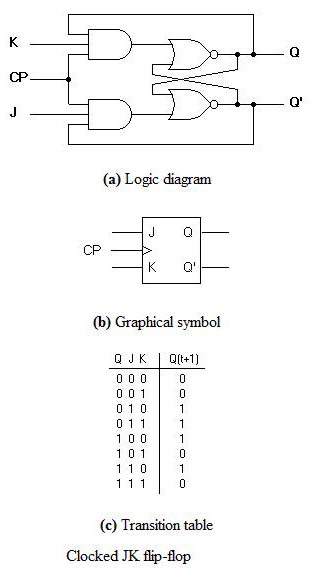 K
Q
CP
J
Q'
(a) Logic diagram
J Q
CP
K Q'
(b) Graphical symbol
Q J K Q(t+1)
0 0 0 0
0 0 1 0
0 1 0 1
0 1 1 1
1 0 0 1
1 0 1 0
1 1 0 1
1 1 1 0
(c) Transition table
Clocked JK flip-flop